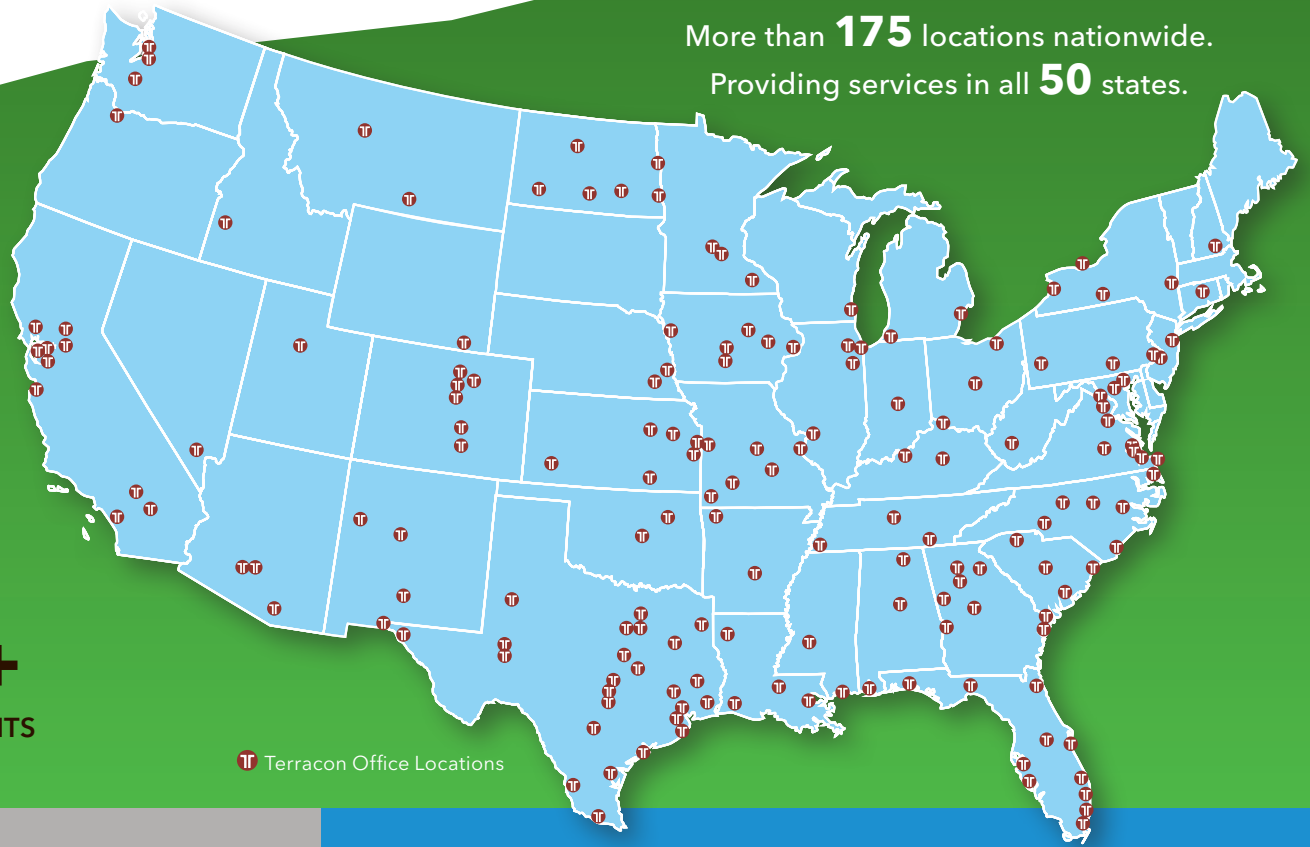 More than 175 locations nationwide.
Providing services in all 50 states.
+
ITS
Terracon Office Locations